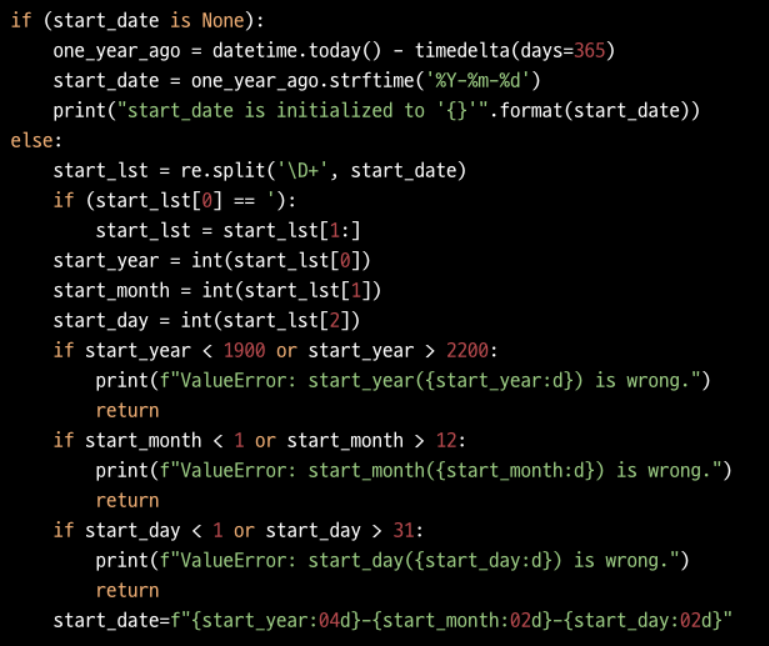 if (start_date is None):
    one_year_ago = datetime.today() - timedelta(days=365)
    start_date = one_year_ago.strftime('%Y-%m-%d')
    print("start_date is initialized to '{}'".format(start_date))
else:
    start_lst = re.split('\D+', start_date)
    if (start_lst[0] == '):
        start_lst = start_lst[1:]
    start_year = int(start_lst[0])
    start_month = int(start_lst[1])
    start_day = int(start_lst[2])
    if start_year < 1900 or start_year > 2200:
        print(f"ValueError: start_year({start_year:d}) is wrong.")
        return
    if start_month < 1 or start_month > 12:
        print(f"ValueError: start_month({start_month:d}) is wrong.")
        return
    if start_day < 1 or start_day > 31:
        print(f"ValueError: start_day({start_day:d}) is wrong.")
        return
    start_date=f"{start_year:04d}-{start_month:02d}-{start_day:02d}"